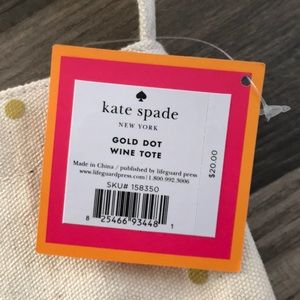 kate spade
NEW YORK
GOLD DOT
WINE TOTE
Made in China / published by lifeguard press
www.lifeguardpress.com | 1.800.992.3006
SKU# 158350
8 25466 93448 1
$20.00